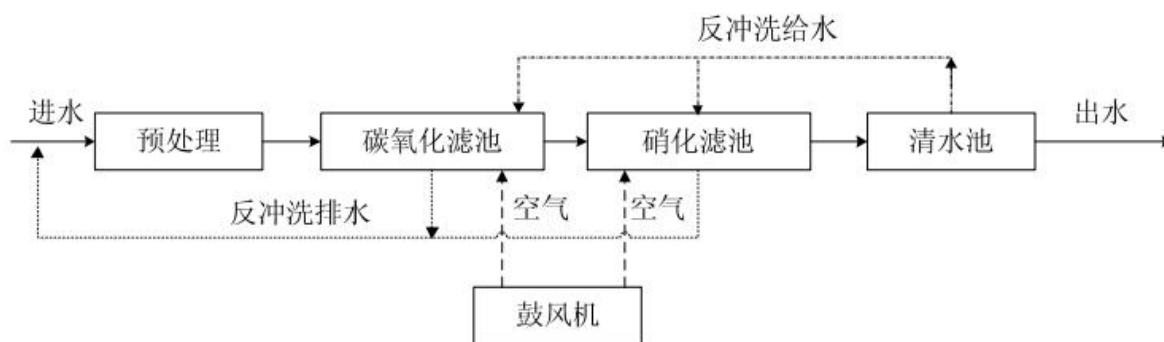 反冲洗给水
进水
预处理
碳氧化滤池
硝化滤池
清水池
出水
反冲洗排水
空气
空气
鼓风机